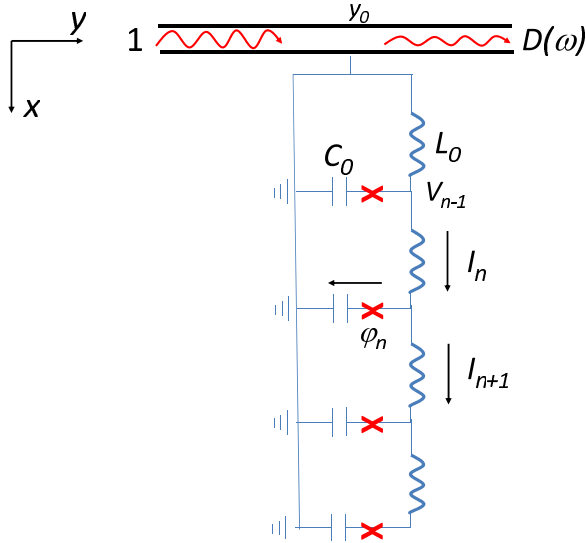 y₀
y
1
D(ω)
x
L₀
C₀
Vₙ₋₁
Iₙ
φₙ
Iₙ₊₁